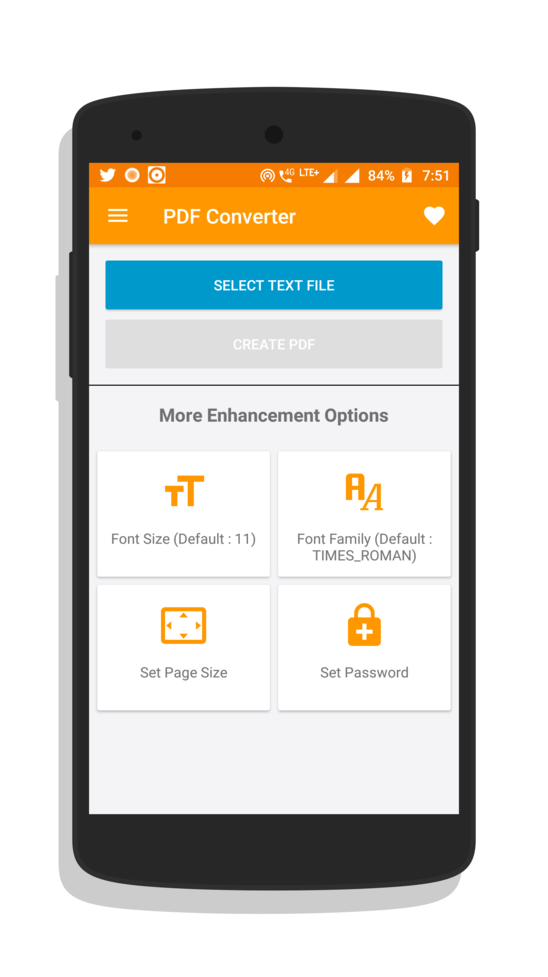 4G LTE+ 84% 7:51
PDF Converter
SELECT TEXT FILE
CREATE PDF
More Enhancement Options
Font Size (Default : 11)
Font Family (Default :
TIMES_ROMAN)
Set Page Size
Set Password